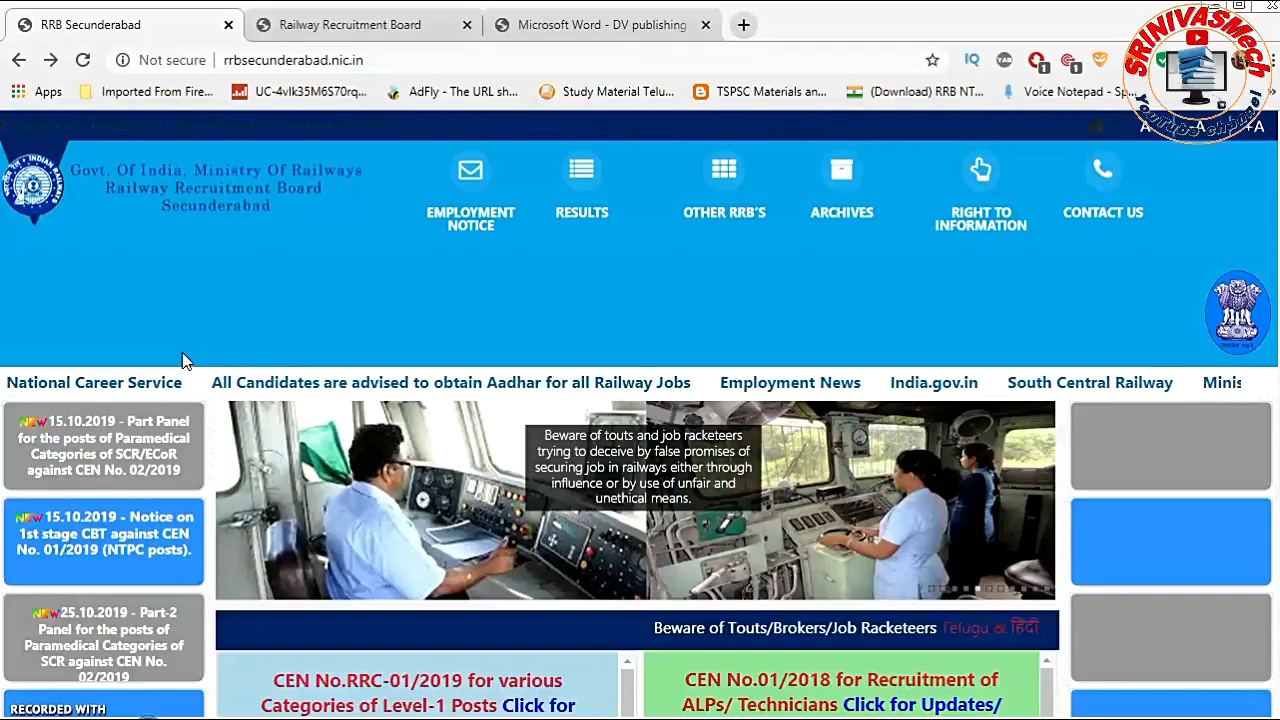 RRB Secunderabad
Railway Recruitment Board
Microsoft Word - DV publishing
SRINIVASMech
YouTube channel
Not secure
rrbsecunderabad.nic.in
YAB
1
1
Apps
Imported From Fire...
UC-4vlk35M6S70rq...
AdFly - The URL sh...
Study Material Telu...
TSPSC Materials an...
(Download) RRB NT...
Voice Notepad - Sp...
A
A
+A
Govt. Of India, Ministry Of Railways
Railway Recruitment Board
Secunderabad
EMPLOYMENT
NOTICE
RESULTS
OTHER RRB'S
ARCHIVES
RIGHT TO
INFORMATION
CONTACT US
National Career Service
All Candidates are advised to obtain Aadhar for all Railway Jobs
Employment News
India.gov.in
South Central Railway
Minis
NEW15.10.2019 - Part Panel
for the posts of Paramedical
Categories of SCR/ECoR
against CEN No. 02/2019
NEW15.10.2019 - Notice on
1st stage CBT against CEN
No. 01/2019 (NTPC posts).
NEW25.10.2019 - Part-2
Panel for the posts of
Paramedical Categories of
SCR against CEN No.
02/2019
Beware of touts and job racketeers
trying to deceive by false promises of
securing job in railways either through
influence or by use of unfair and
unethical means.
Beware of Touts/Brokers/Job Racketeers Telugu & हिंदी
CEN No.RRC-01/2019 for various
Categories of Level-1 Posts Click for
CEN No.01/2018 for Recruitment of
ALPs/ Technicians Click for Updates/
RECORDED WITH